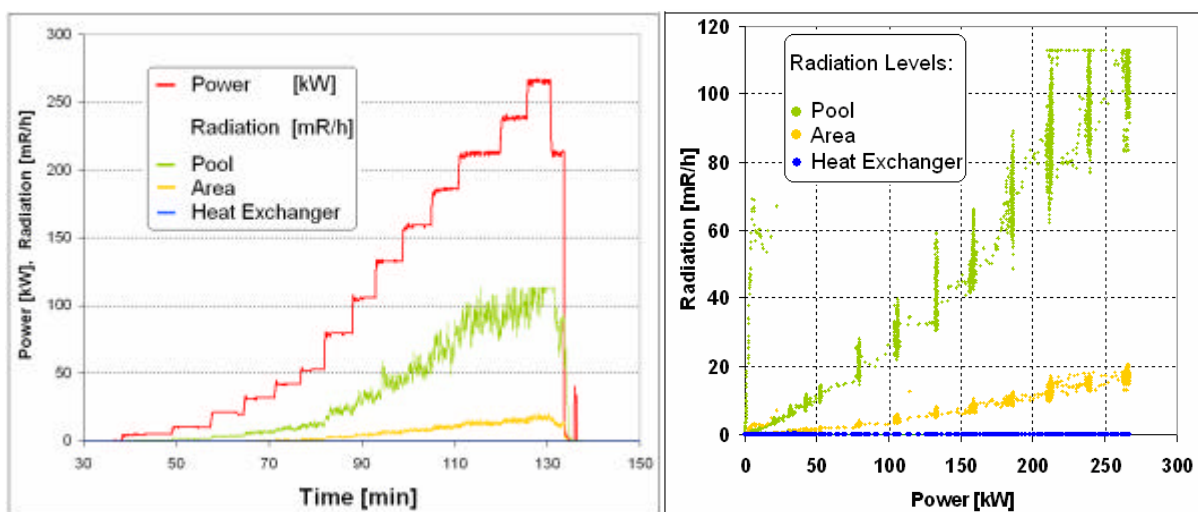 300
250
200
150
100
50
0
Power [kW], Radiation [mR/h]
Power [kW]
Radiation [mR/h]
Pool
Area
Heat Exchanger
30 50 70 90 110 130 150
Time [min]
120
100
80
60
40
20
0
Radiation [mR/h]
Radiation Levels:
Pool
Area
Heat Exchanger
0 50 100 150 200 250 300
Power [kW]